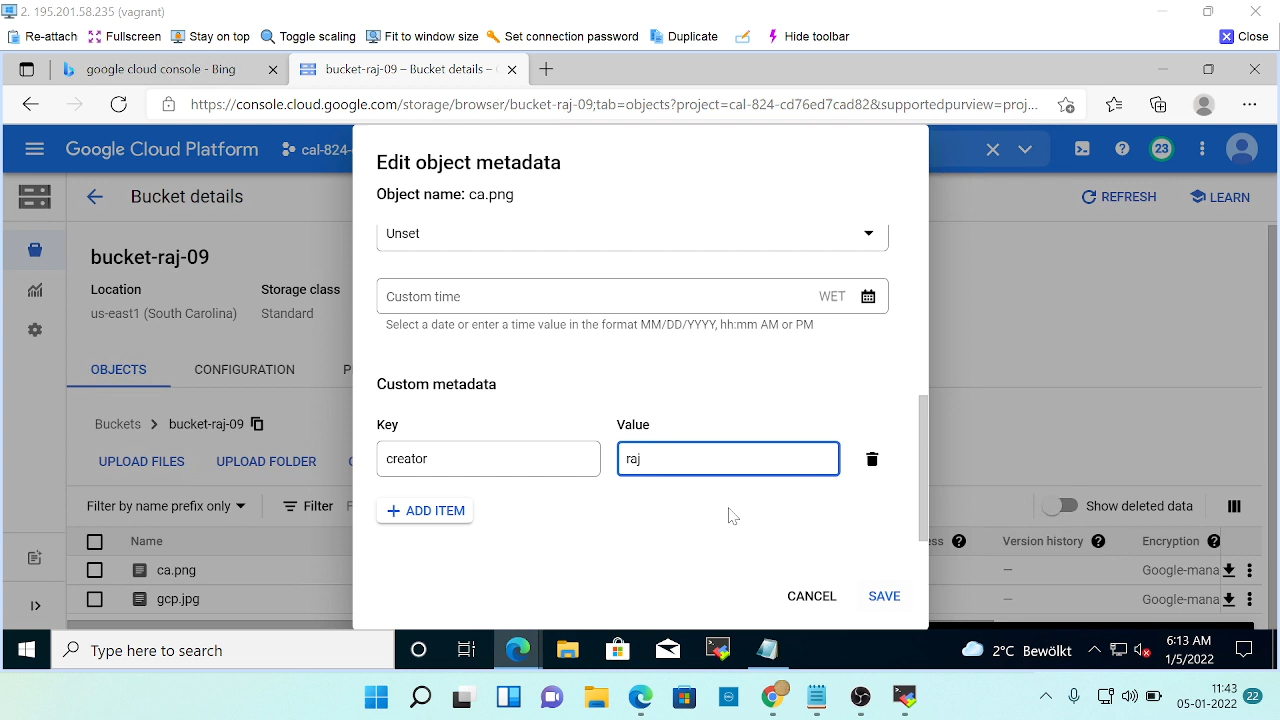 2. 195.201.58.235 (vagrant)
Re-attach Fullscreen Stay on top Toggle scaling Fit to window size Set connection password Duplicate Hide toolbar Close
google cloud console - Bing bucket-raj-09 – Bucket details –
https://console.cloud.google.com/storage/browser/bucket-raj-09;tab=objects?project=cal-824-cd76ed7cad82&supportedpurview=proj...
Google Cloud Platform cal-824- 23
Bucket details REFRESH LEARN
Edit object metadata
Object name: ca.png
Unset
Custom time WET
Select a date or enter a time value in the format MM/DD/YYYY, hh:mm AM or PM
Custom metadata
Key Value
creator raj
+ ADD ITEM
CANCEL SAVE
bucket-raj-09
Location Storage class
us-east1 (South Carolina) Standard
OBJECTS CONFIGURATION P
Buckets > bucket-raj-09
UPLOAD FILES UPLOAD FOLDER
Filter by name prefix only Filter F Show deleted data
Name ess Version history Encryption
ca.png — Google-mana
gcp.jpg — Google-mana
Type here to search 2°C Bewölkt 6:13 AM
1/5/2022
11:43
05-01-2022 22